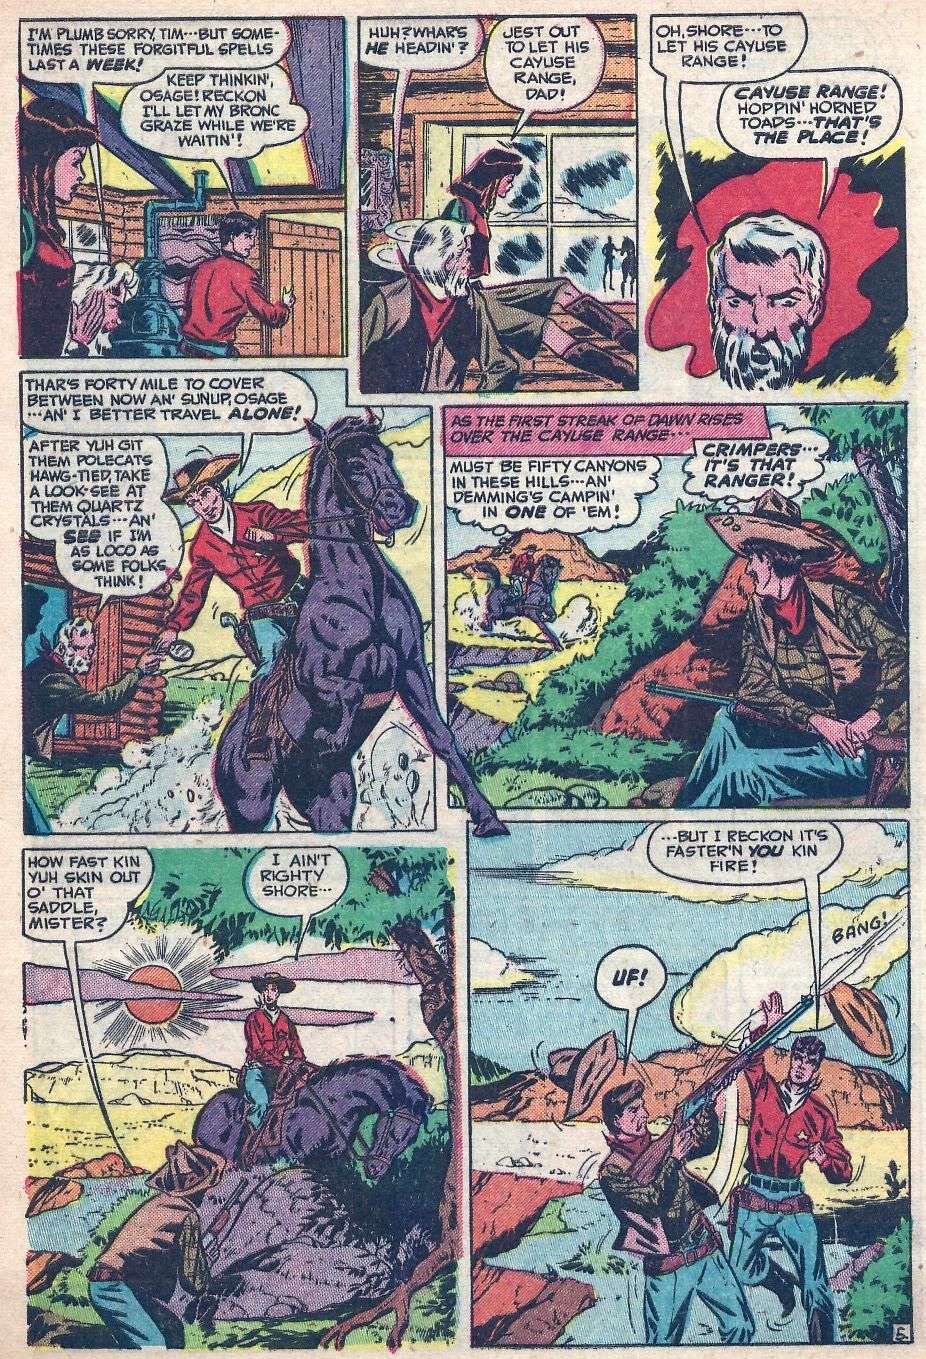 I'M PLUMB SORRY, TIM---BUT SOME-
TIMES THESE FORGITFUL SPELLS
LAST A WEEK!
KEEP THINKIN',
OSAGE! RECKON
I'LL LET MY BRONC
GRAZE WHILE WE'RE
WAITIN'!
HUH? WHAR'S
HE HEADIN'?
JEST OUT
TO LET HIS
CAYUSE
RANGE,
DAD!
OH, SHORE---TO
LET HIS CAYUSE
RANGE!
CAYUSE RANGE!
HOPPIN' HORNED
TOADS---THAT'S
THE PLACE!
THAR'S FORTY MILE TO COVER
BETWEEN NOW AN' SUNUP, OSAGE
---AN' I BETTER TRAVEL ALONE!
AFTER YUH GIT
THEM POLECATS
HAWG-TIED, TAKE
A LOOK-SEE AT
THEM QUARTZ
CRYSTALS---AN'
SEE IF I'M
AS LOCO AS
SOME FOLKS
THINK!
AS THE FIRST STREAK OF DAWN RISES
OVER THE CAYUSE RANGE---
MUST BE FIFTY CANYONS
IN THESE HILLS---AN'
DEMMING'S CAMPIN'
IN ONE OF 'EM!
CRIMPERS---
IT'S THAT
RANGER!
HOW FAST KIN
YUH SKIN OUT
O' THAT
SADDLE,
MISTER?
I AIN'T
RIGHTY
SHORE---
---BUT I RECKON IT'S
FASTER'N YOU KIN
FIRE!
UF!
BANG!
5